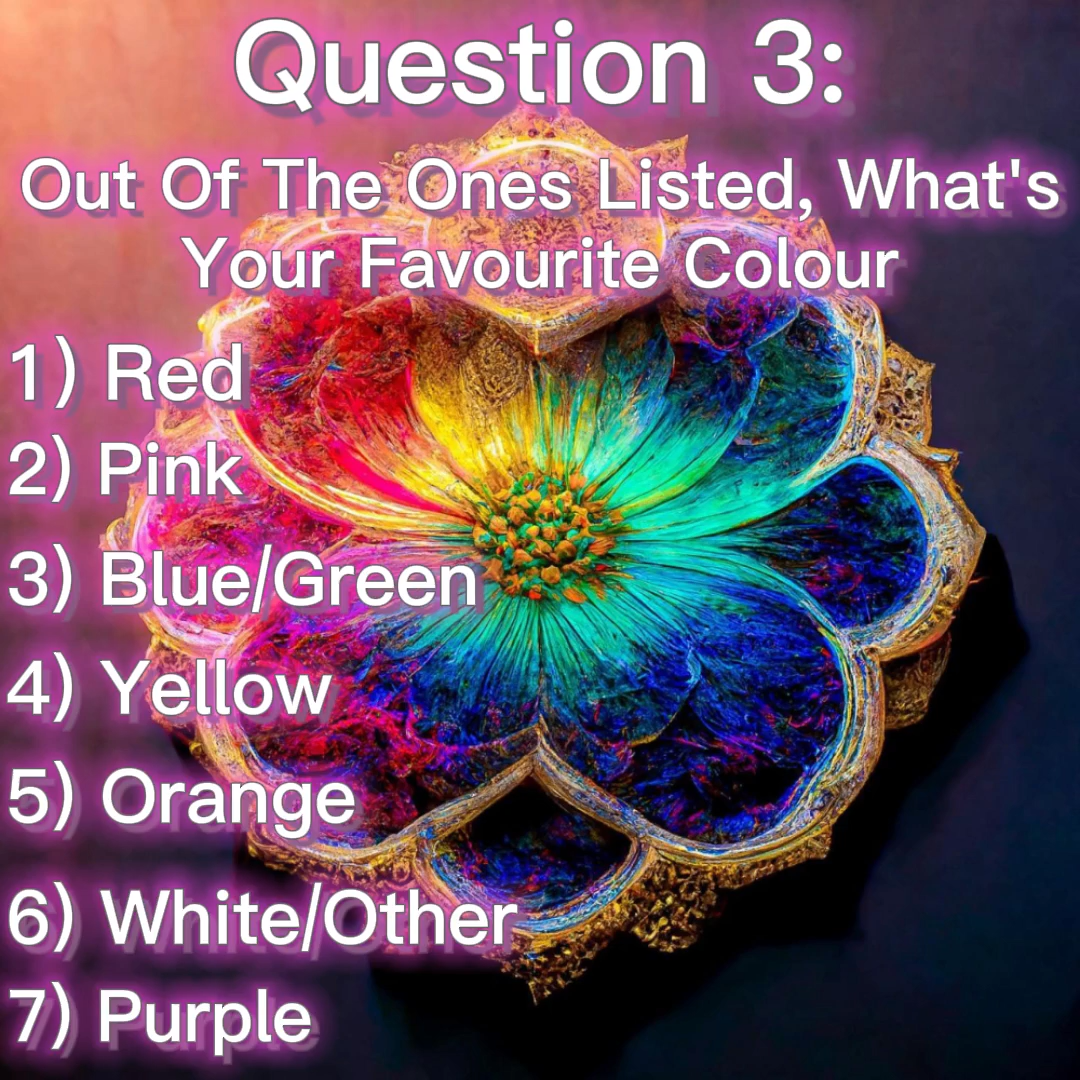 Question 3:
Out Of The Ones Listed, What's
Your Favourite Colour
1) Red
2) Pink
3) Blue/Green
4) Yellow
5) Orange
6) White/Other
7) Purple